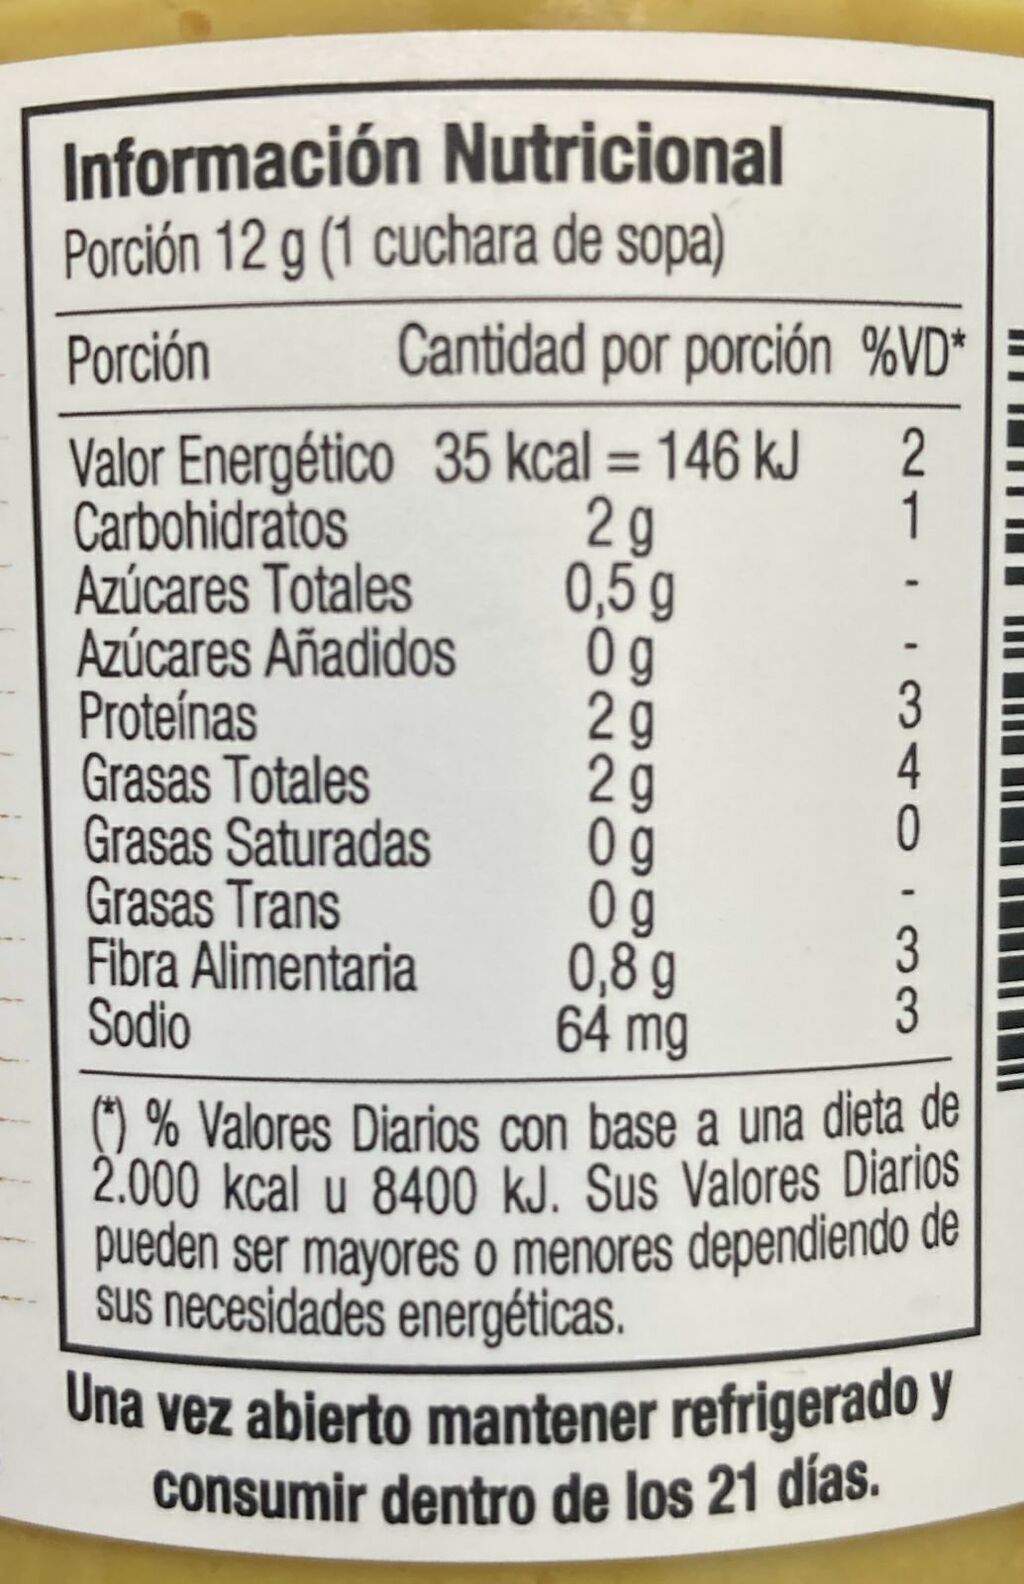 Información Nutricional
Porción 12 g (1 cuchara de sopa)
Porción Cantidad por porción %VD*
Valor Energético 35 kcal = 146 kJ 2
Carbohidratos 2 g 1
Azúcares Totales 0,5 g -
Azúcares Añadidos 0 g -
Proteínas 2 g 3
Grasas Totales 2 g 4
Grasas Saturadas 0 g 0
Grasas Trans 0 g -
Fibra Alimentaria 0,8 g 3
Sodio 64 mg 3
(*) % Valores Diarios con base a una dieta de
2.000 kcal u 8400 kJ. Sus Valores Diarios
pueden ser mayores o menores dependiendo de
sus necesidades energéticas.
Una vez abierto mantener refrigerado y
consumir dentro de los 21 días.